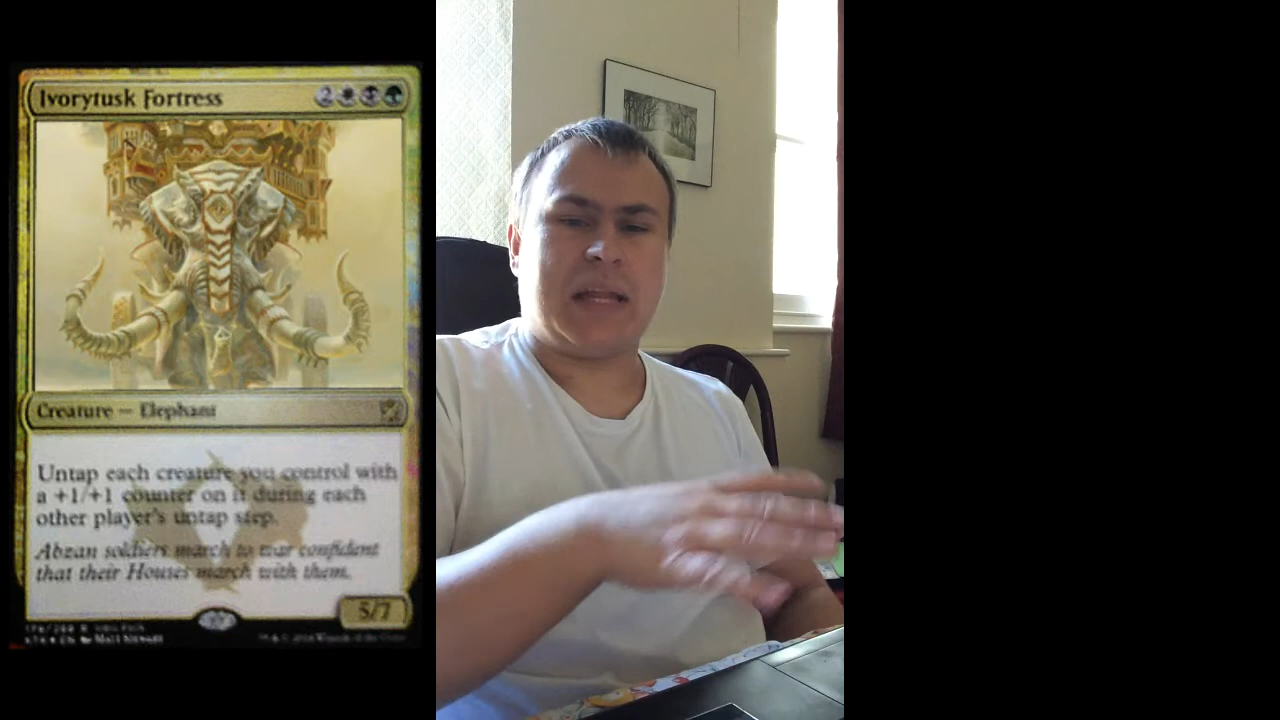 Ivorytusk Fortress 2
Creature — Elephant
Untap each creature you control with
a +1/+1 counter on it during each
other player's untap step.
Abzan soldiers march to war confident
that their Houses march with them.
5/7